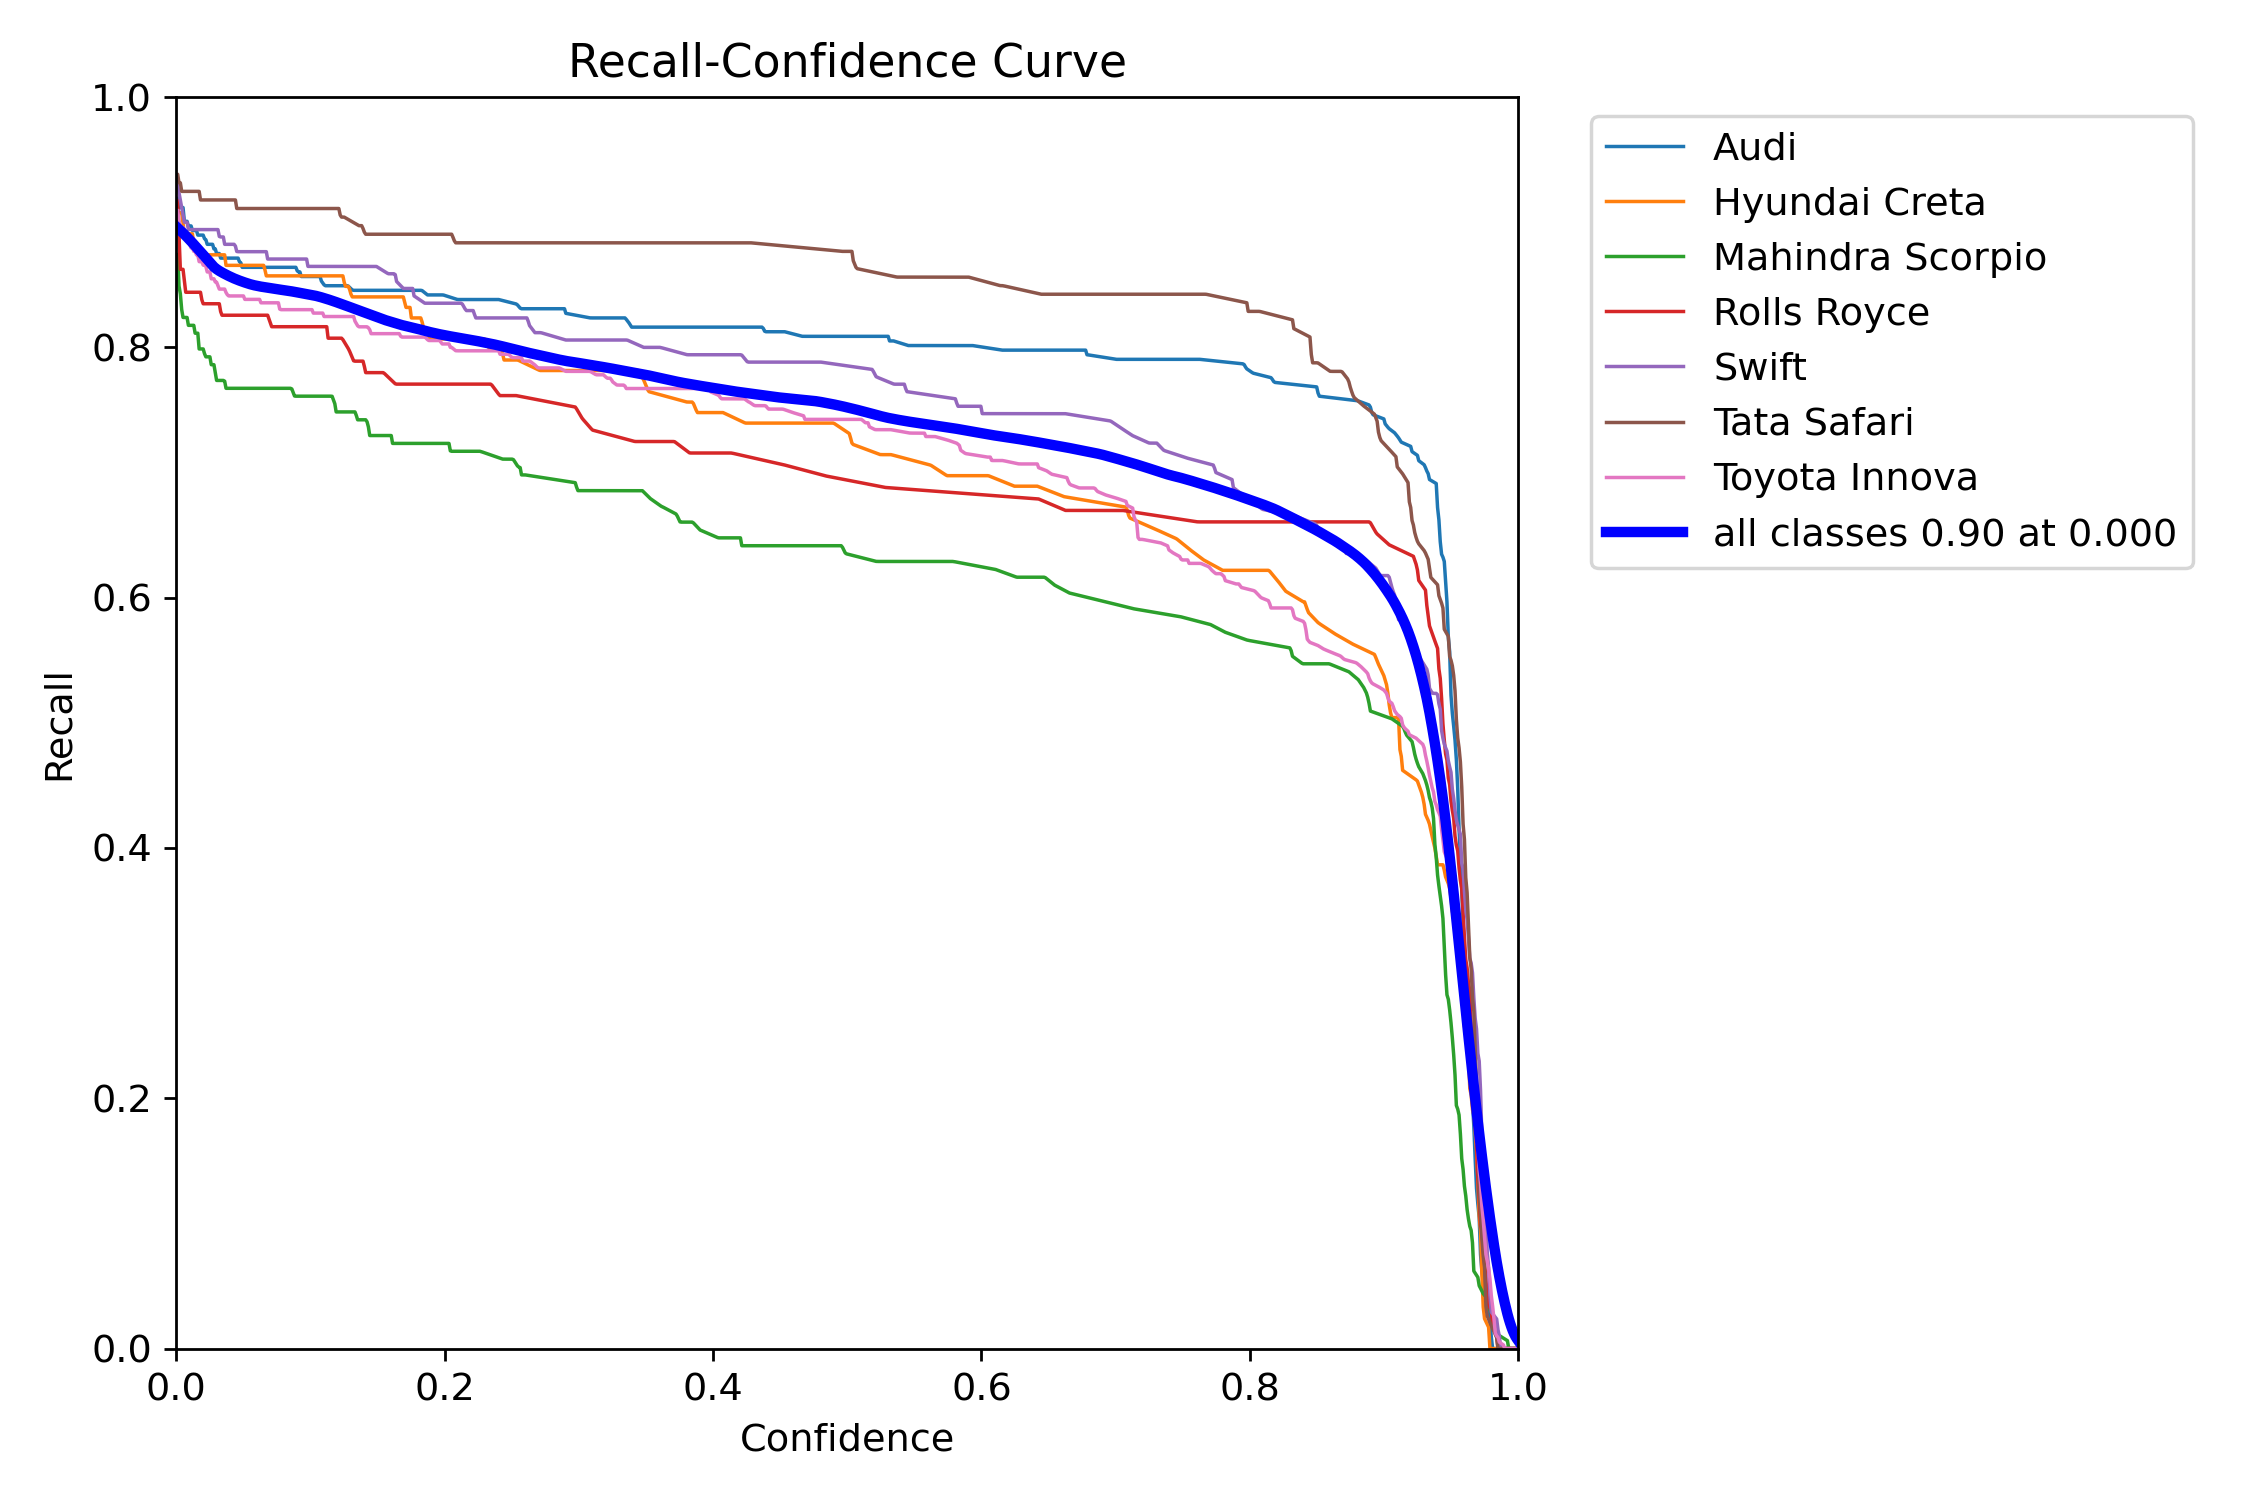 Recall-Confidence Curve
1.0
0.8
0.6
0.4
0.2
0.0
Recall
0.0 0.2 0.4 0.6 0.8 1.0
Confidence
Audi
Hyundai Creta
Mahindra Scorpio
Rolls Royce
Swift
Tata Safari
Toyota Innova
all classes 0.90 at 0.000